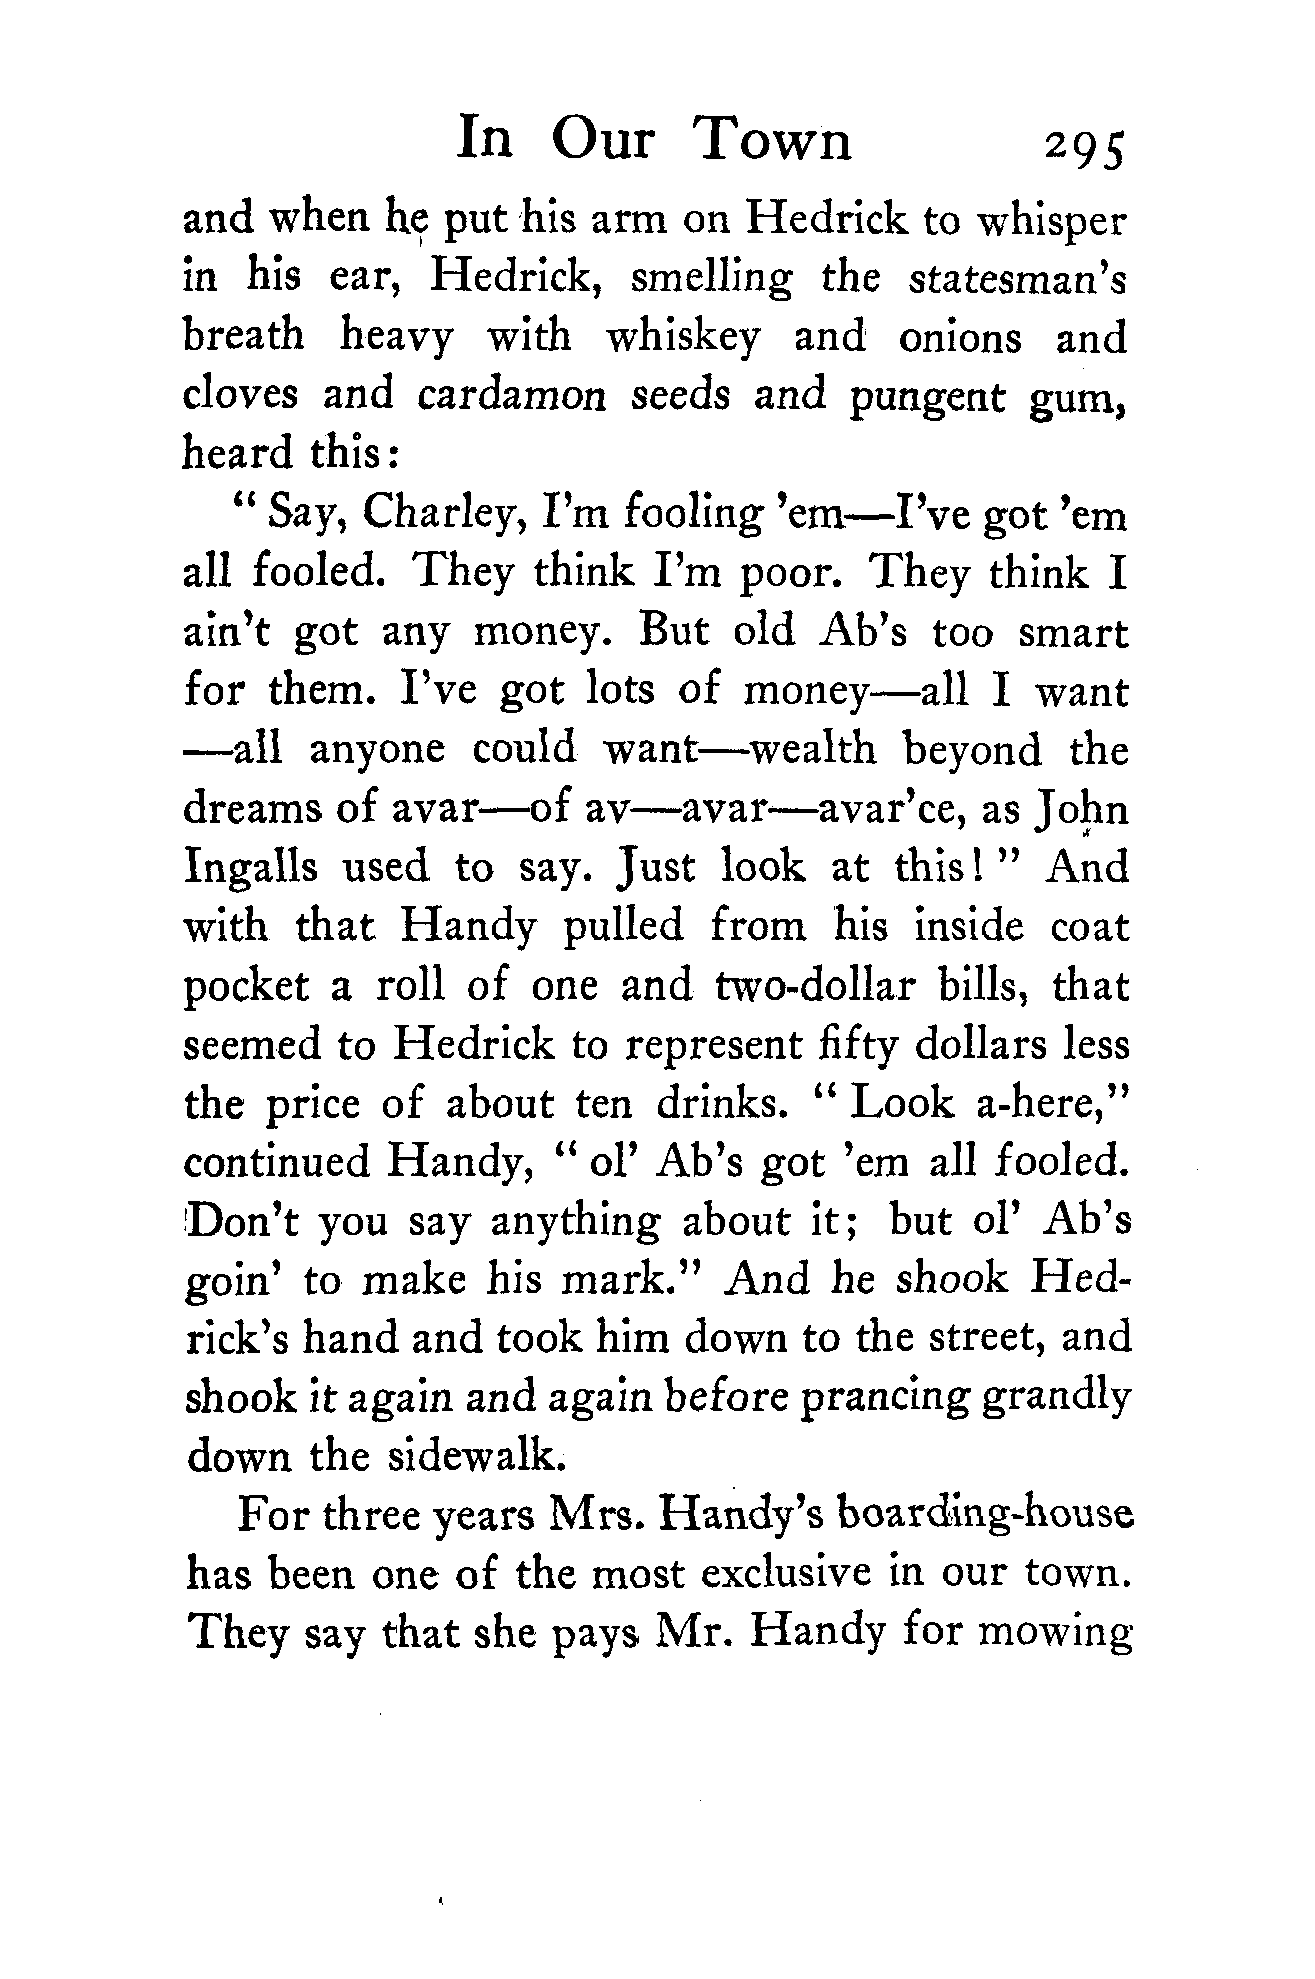 In Our Town 295
and when he put his arm on Hedrick to whisper
in his ear, Hedrick, smelling the statesman's
breath heavy with whiskey and onions and
cloves and cardamon seeds and pungent gum,
heard this:
" Say, Charley, I'm fooling 'em—I've got 'em
all fooled. They think I'm poor. They think I
ain't got any money. But old Ab's too smart
for them. I've got lots of money—all I want
—all anyone could want—wealth beyond the
dreams of avar—of av—avar—avar'ce, as John
Ingalls used to say. Just look at this! " And
with that Handy pulled from his inside coat
pocket a roll of one and two-dollar bills, that
seemed to Hedrick to represent fifty dollars less
the price of about ten drinks. " Look a-here,"
continued Handy, " ol' Ab's got 'em all fooled.
Don't you say anything about it; but ol' Ab's
goin' to make his mark." And he shook Hed-
rick's hand and took him down to the street, and
shook it again and again before prancing grandly
down the sidewalk.
For three years Mrs. Handy's boarding-house
has been one of the most exclusive in our town.
They say that she pays Mr. Handy for mowing